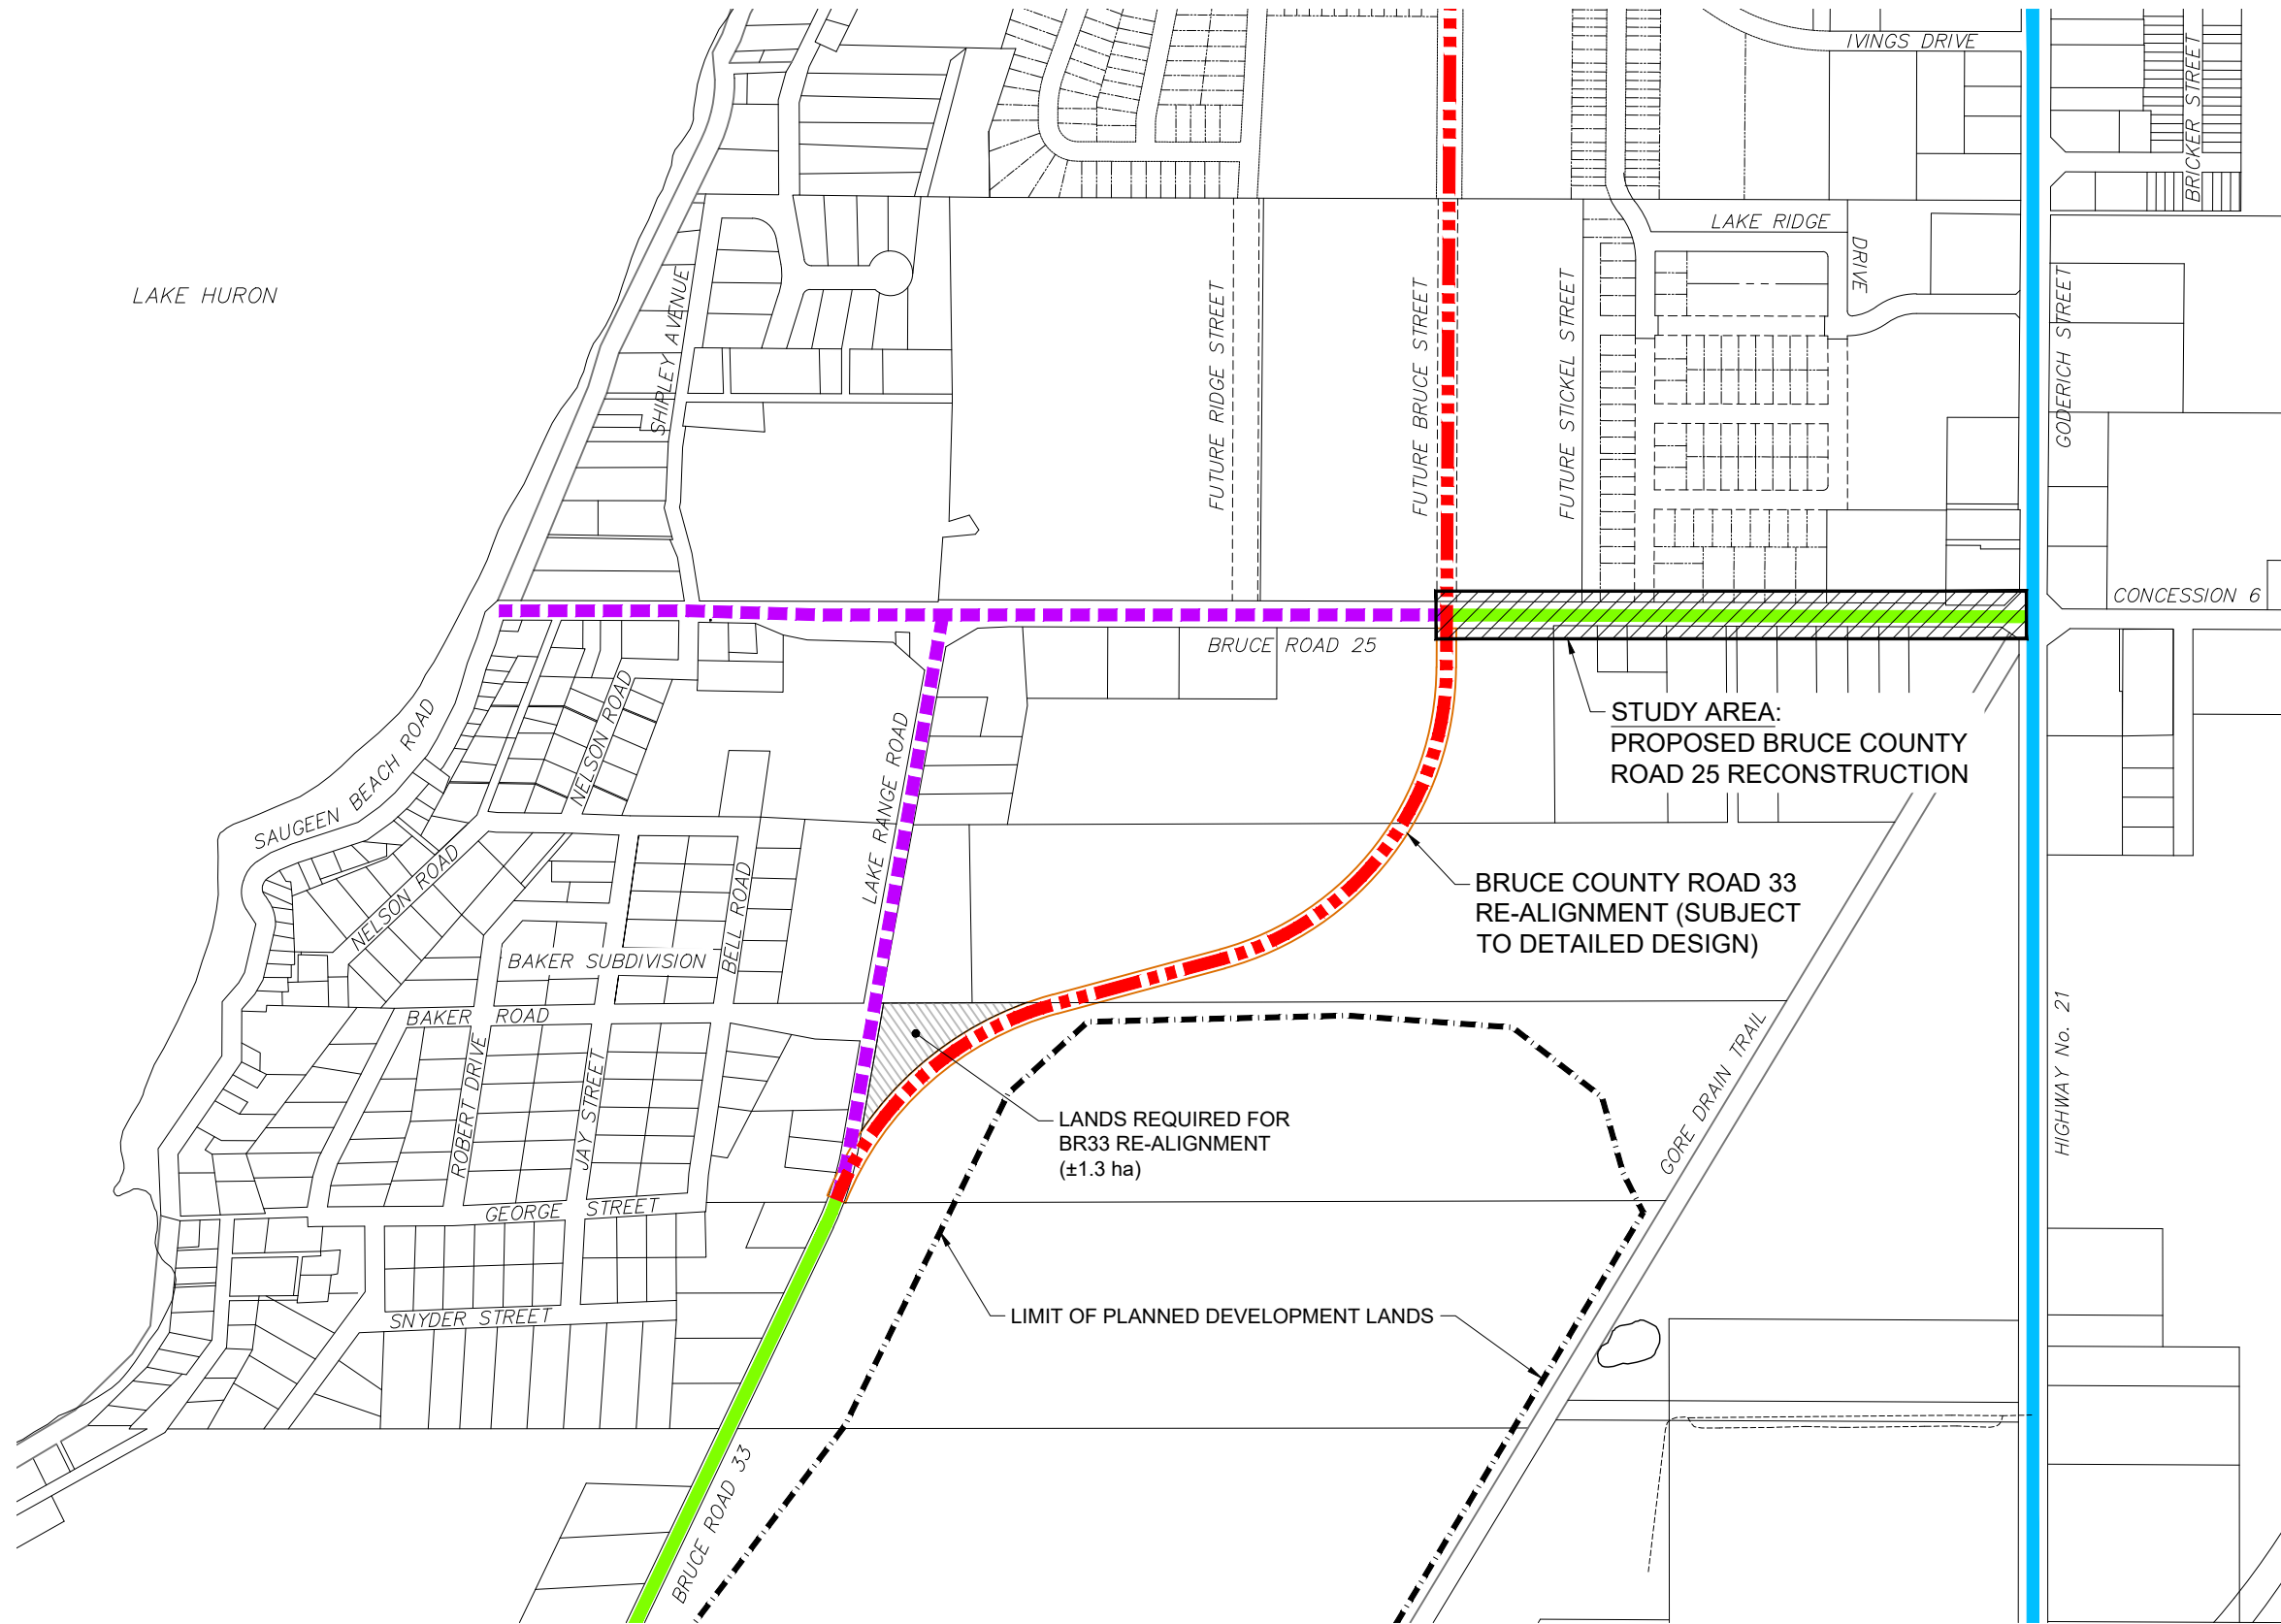 IVINGS DRIVE
BRICKER STREET
LAKE RIDGE
DRIVE
LAKE HURON
SHIPLEY AVENUE
FUTURE RIDGE STREET
FUTURE BRUCE STREET
FUTURE STICKEL STREET
GODERICH STREET
CONCESSION 6
BRUCE ROAD 25
STUDY AREA:
PROPOSED BRUCE COUNTY
ROAD 25 RECONSTRUCTION
NELSON ROAD
SAUGEEN BEACH ROAD
LAKE RANGE ROAD
NELSON ROAD
BELL ROAD
BRUCE COUNTY ROAD 33
RE-ALIGNMENT (SUBJECT
TO DETAILED DESIGN)
BAKER SUBDIVISION
BAKER ROAD
ROBERT DRIVE
JAY STREET
GORE DRAIN TRAIL
HIGHWAY No. 21
LANDS REQUIRED FOR
BR33 RE-ALIGNMENT
(±1.3 ha)
GEORGE STREET
SNYDER STREET
LIMIT OF PLANNED DEVELOPMENT LANDS
BRUCE ROAD 33